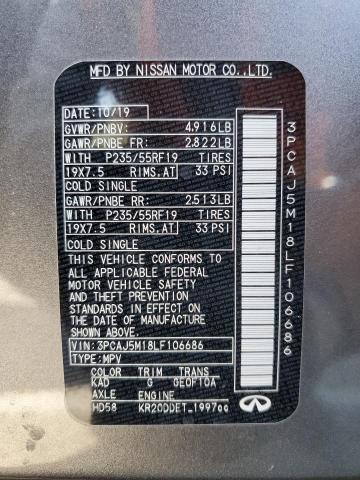 MFD BY NISSAN MOTOR CO.,LTD.
DATE:10/19
GVWR/PNBV: 4,916LB
GAWR/PNBE FR: 2,822LB
WITH P235/55RF19 TIRES
19X7.5 RIMS,AT 33 PSI
COLD SINGLE
GAWR/PNBE RR: 2,513LB
WITH P235/55RF19 TIRES
19X7.5 RIMS,AT 33 PSI
COLD SINGLE
THIS VEHICLE CONFORMS TO
ALL APPLICABLE FEDERAL
MOTOR VEHICLE SAFETY
AND THEFT PREVENTION
STANDARDS IN EFFECT ON
THE DATE OF MANUFACTURE
SHOWN ABOVE.
VIN:3PCAJ5M18LF106686
TYPE:MPV
COLOR TRIM TRANS
KAD G GE0F10A
AXLE ENGINE
HD58 KR20DDET_1997cc
3PCAJ5M18LF106686